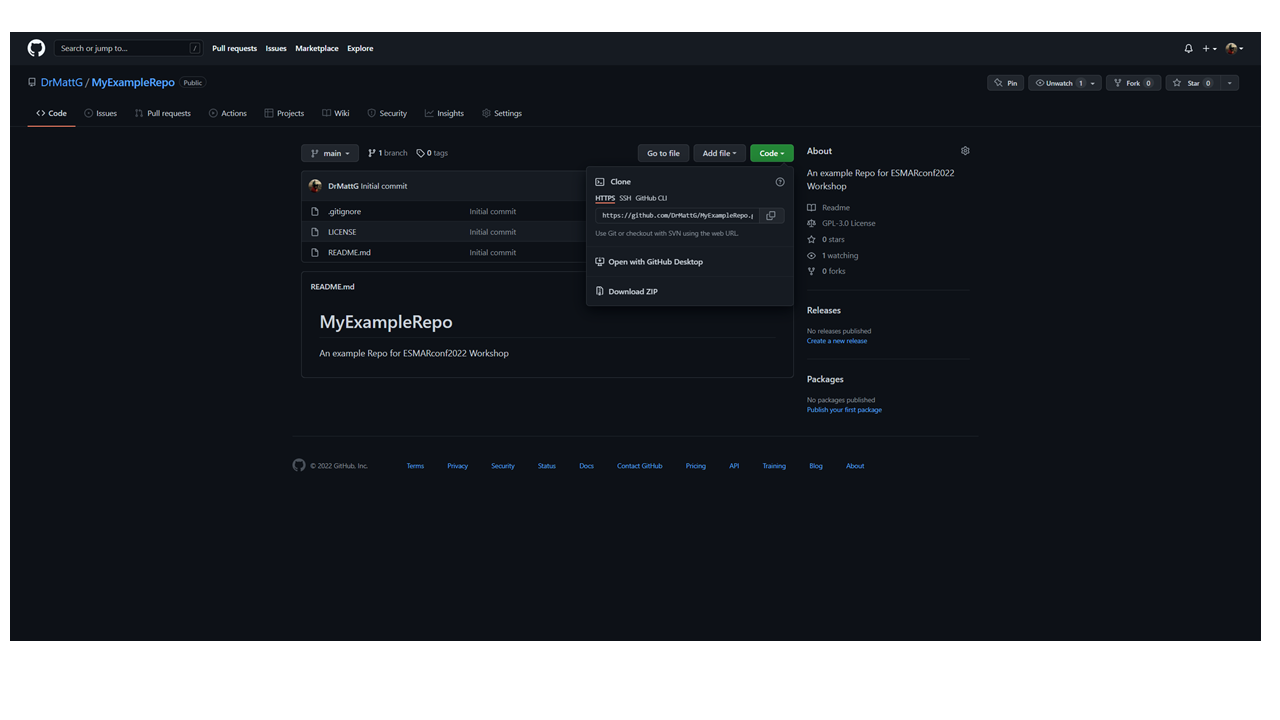 Search or jump to... /
Pull requests Issues Marketplace Explore
DrMattG / MyExampleRepo Public
Pin Unwatch 1 Fork 0 Star 0
Code Issues Pull requests Actions Projects Wiki Security Insights Settings
main 1 branch 0 tags
Go to file Add file Code
DrMattG Initial commit
.gitignore Initial commit
LICENSE Initial commit
README.md Initial commit
Clone
HTTPS SSH GitHub CLI
https://github.com/DrMattG/MyExampleRepo.
Use Git or checkout with SVN using the web URL.
Open with GitHub Desktop
Download ZIP
README.md
MyExampleRepo
An example Repo for ESMARconf2022 Workshop
About
An example Repo for ESMARconf2022
Workshop
Readme
GPL-3.0 License
0 stars
1 watching
0 forks
Releases
No releases published
Create a new release
Packages
No packages published
Publish your first package
© 2022 GitHub, Inc. Terms Privacy Security Status Docs Contact GitHub Pricing API Training Blog About